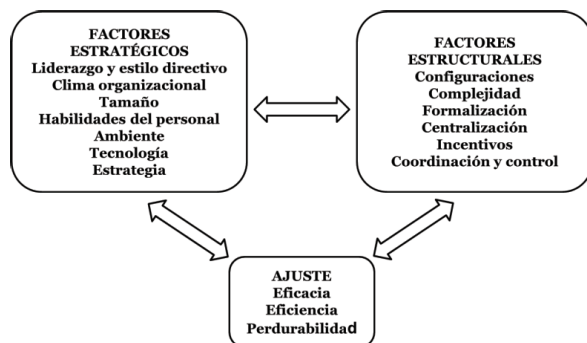 FACTORES
ESTRATÉGICOS
Liderazgo y estilo directivo
Clima organizacional
Tamaño
Habilidades del personal
Ambiente
Tecnología
Estrategia
FACTORES
ESTRUCTURALES
Configuraciones
Complejidad
Formalización
Centralización
Incentivos
Coordinación y control
AJUSTE
Eficacia
Eficiencia
Perdurabilidad